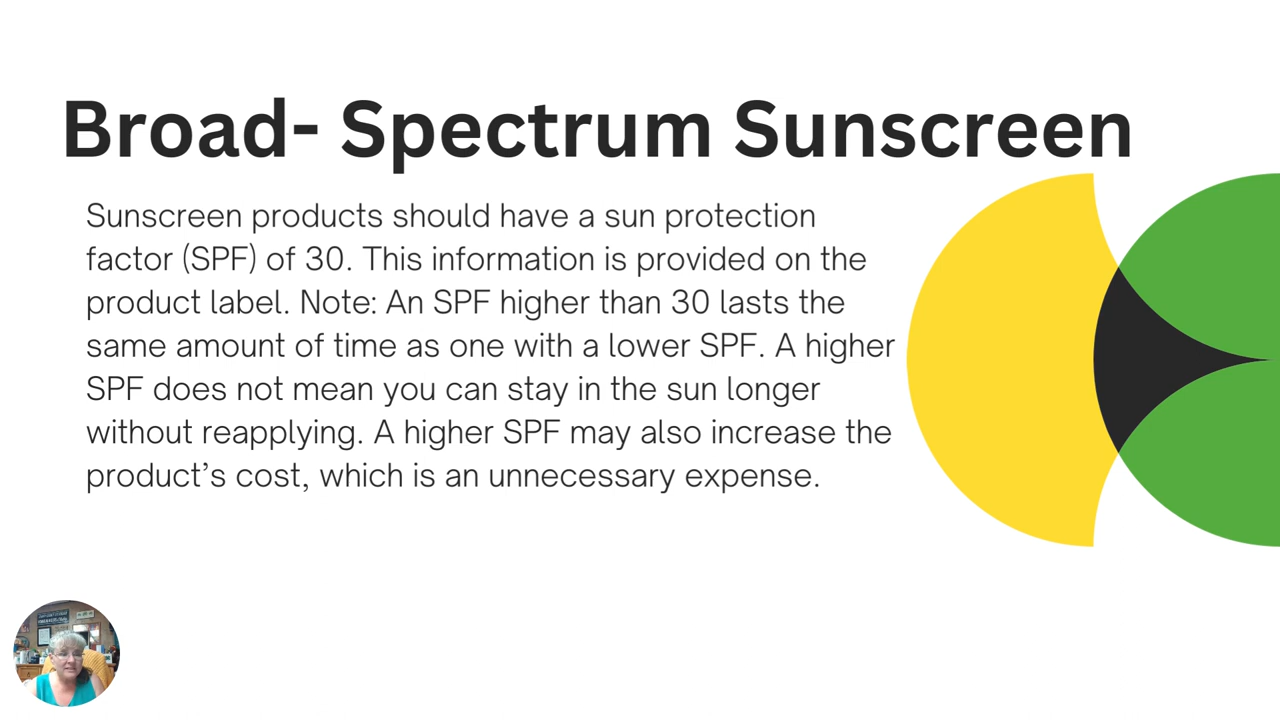 Broad- Spectrum Sunscreen
Sunscreen products should have a sun protection
factor (SPF) of 30. This information is provided on the
product label. Note: An SPF higher than 30 lasts the
same amount of time as one with a lower SPF. A higher
SPF does not mean you can stay in the sun longer
without reapplying. A higher SPF may also increase the
product’s cost, which is an unnecessary expense.